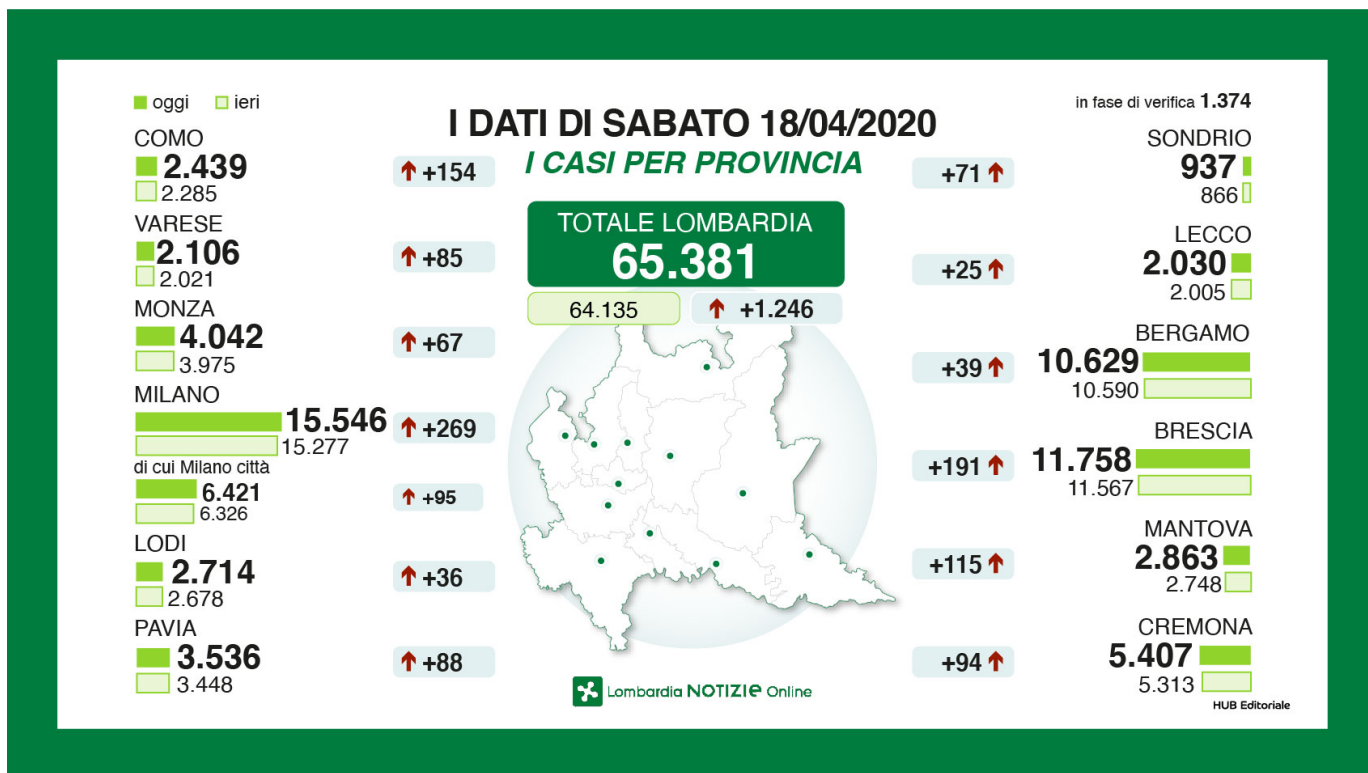 oggi ieri
I DATI DI SABATO 18/04/2020
I CASI PER PROVINCIA
in fase di verifica 1.374
TOTALE LOMBARDIA
65.381
64.135 +1.246
COMO
2.439
2.285
+154
VARESE
2.106
2.021
+85
MONZA
4.042
3.975
+67
MILANO
15.546
15.277
+269
di cui Milano città
6.421
6.326
+95
LODI
2.714
2.678
+36
PAVIA
3.536
3.448
+88
SONDRIO
937
866
+71
LECCO
2.030
2.005
+25
BERGAMO
10.629
10.590
+39
BRESCIA
11.758
11.567
+191
MANTOVA
2.863
2.748
+115
CREMONA
5.407
5.313
+94
Lombardia NOTIZIE Online
HUB Editoriale